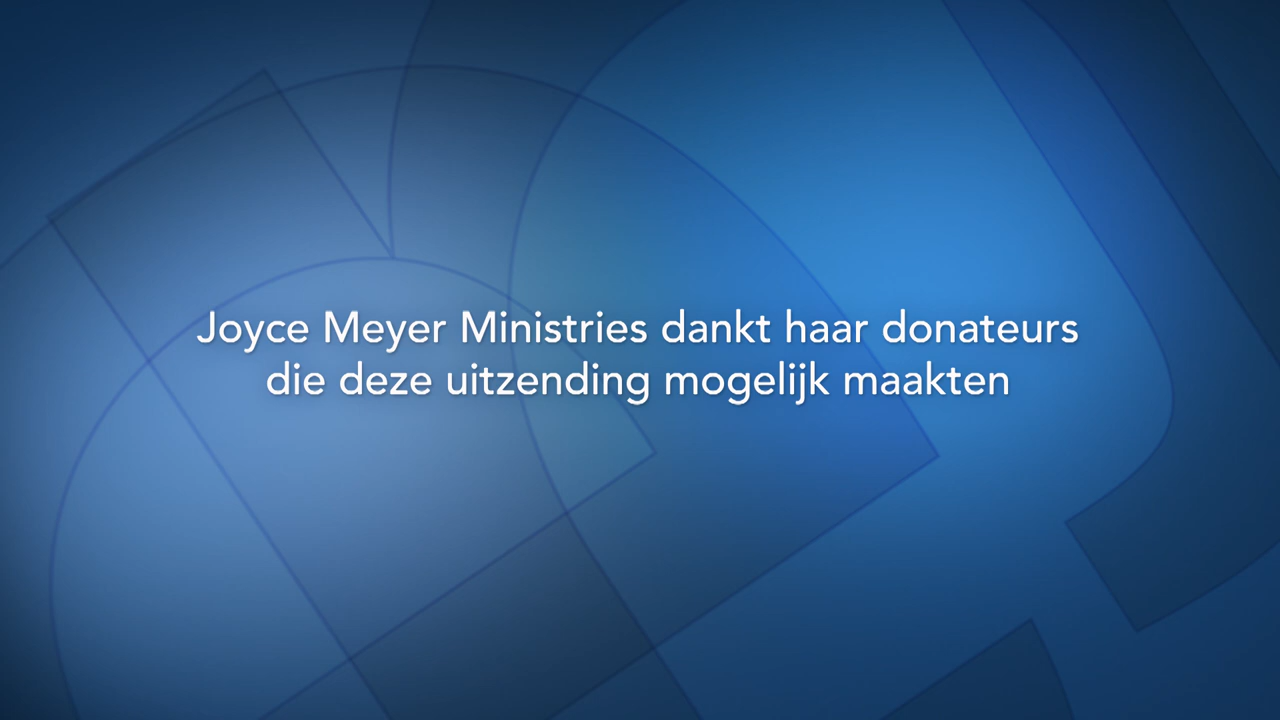 Joyce Meyer Ministries dankt haar donateurs
die deze uitzending mogelijk maakten